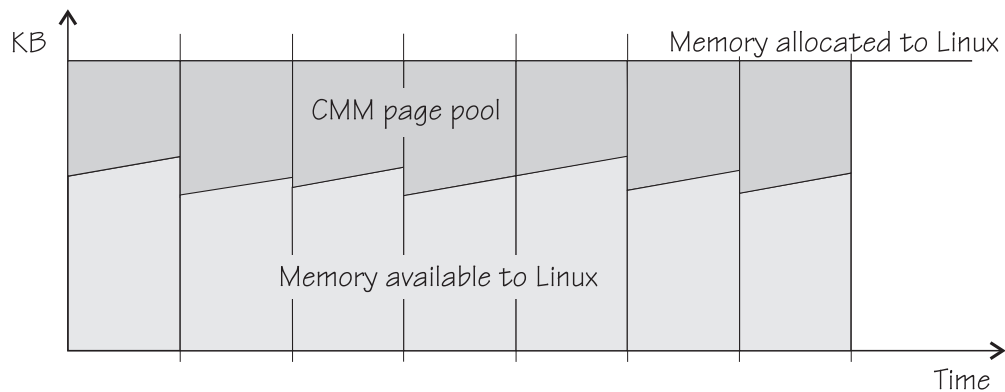 KB
Memory allocated to Linux
CMM page pool
Memory available to Linux
Time